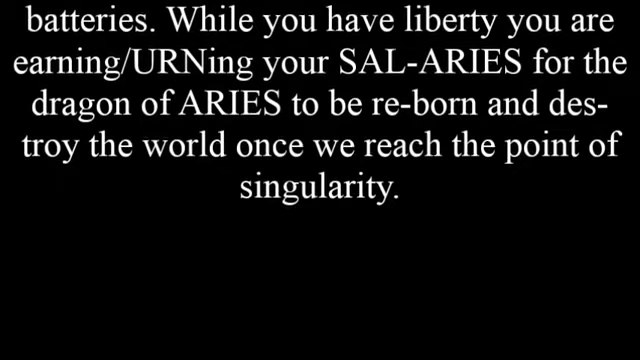 batteries. While you have liberty you are
earning/URNing your SAL-ARIES for the
dragon of ARIES to be re-born and des-
troy the world once we reach the point of
singularity.